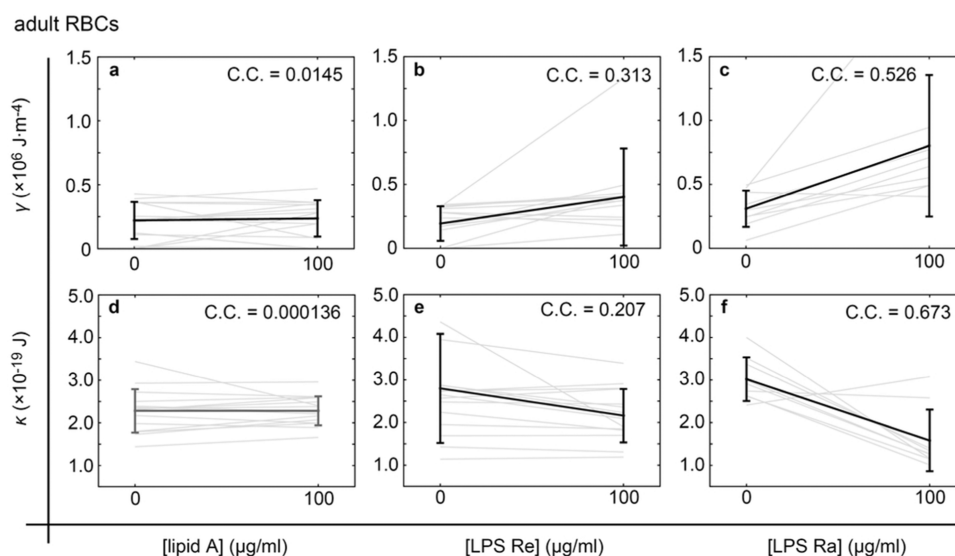 adult RBCs
γ (×10⁶ J·m⁻⁴)
1.5
1.0
0.5
0
a
C.C. = 0.0145
0
100
1.5
1.0
0.5
0
b
C.C. = 0.313
0
100
1.5
1.0
0.5
0
c
C.C. = 0.526
0
100
κ (×10⁻¹⁹ J)
5.0
4.0
3.0
2.0
1.0
d
C.C. = 0.000136
0
100
5.0
4.0
3.0
2.0
1.0
e
C.C. = 0.207
0
100
5.0
4.0
3.0
2.0
1.0
f
C.C. = 0.673
0
100
[lipid A] (μg/ml)
[LPS Re] (μg/ml)
[LPS Ra] (μg/ml)